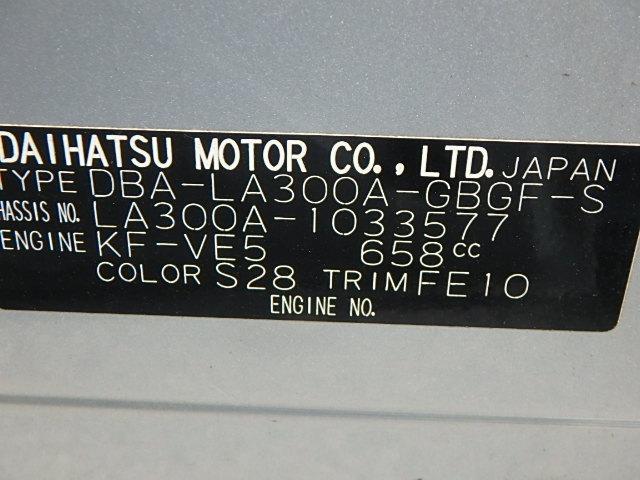 DAIHATSU MOTOR CO., LTD. JAPAN
TYPE DBA-LA300A-GBGF-S
HASSIS NO. LA300A-1033577
ENGINE KF-VE5 658cc
COLOR S28 TRIM FE10
ENGINE NO.